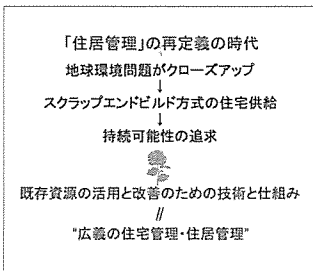 「住居管理」の再定義の時代
地球環境問題がクローズアップ
↓
スクラップエンドビルド方式の住宅供給
↓
持続可能性の追求
既存資源の活用と改善のための技術と仕組み
//
"広義の住宅管理・住居管理"